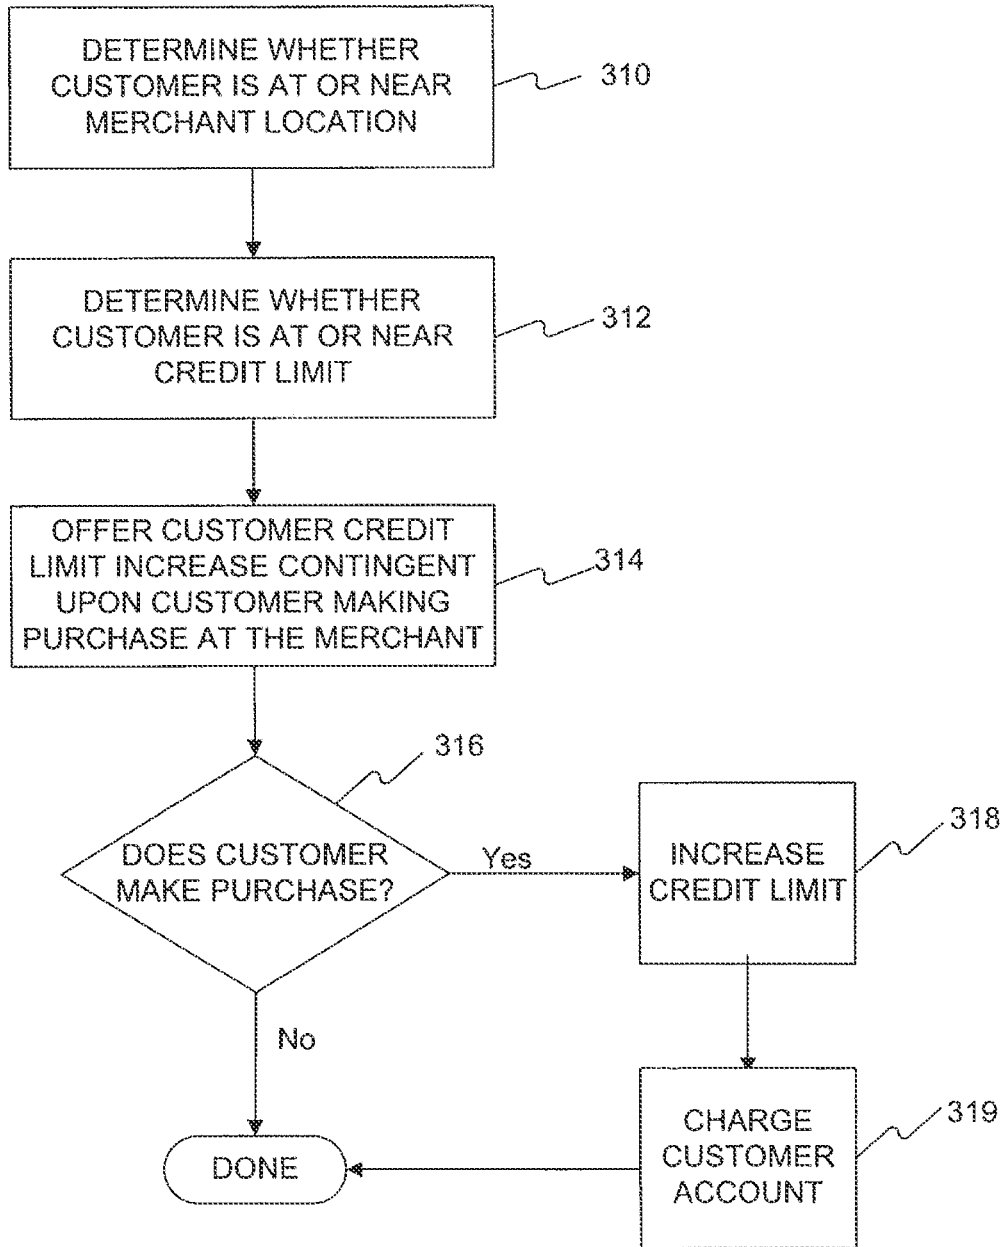 DETERMINE WHETHER
CUSTOMER IS AT OR NEAR
MERCHANT LOCATION
310
DETERMINE WHETHER
CUSTOMER IS AT OR NEAR
CREDIT LIMIT
312
OFFER CUSTOMER CREDIT
LIMIT INCREASE CONTINGENT
UPON CUSTOMER MAKING
PURCHASE AT THE MERCHANT
314
316
DOES CUSTOMER
MAKE PURCHASE?
Yes
INCREASE
CREDIT LIMIT
318
No
CHARGE
CUSTOMER
ACCOUNT
319
DONE